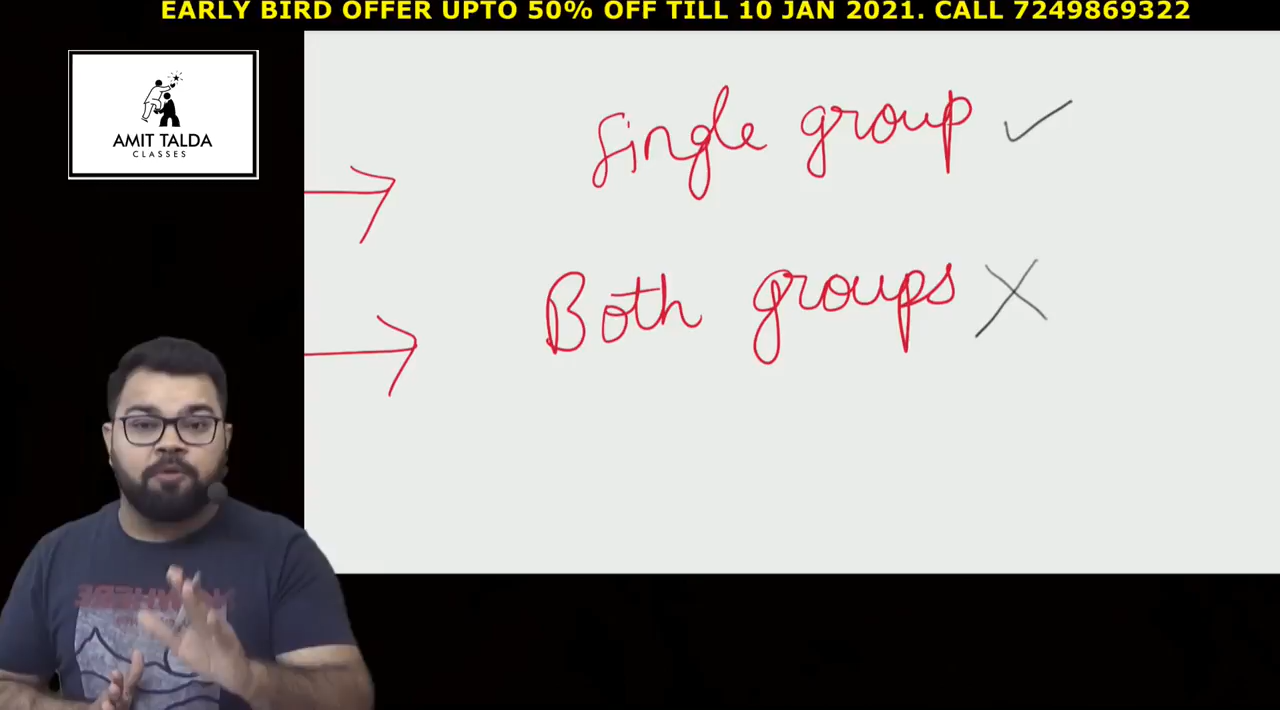 EARLY BIRD OFFER UPTO 50% OFF TILL 10 JAN 2021. CALL 7249869322
AMIT TALDA
CLASSES
Single group ✓
Both groups X